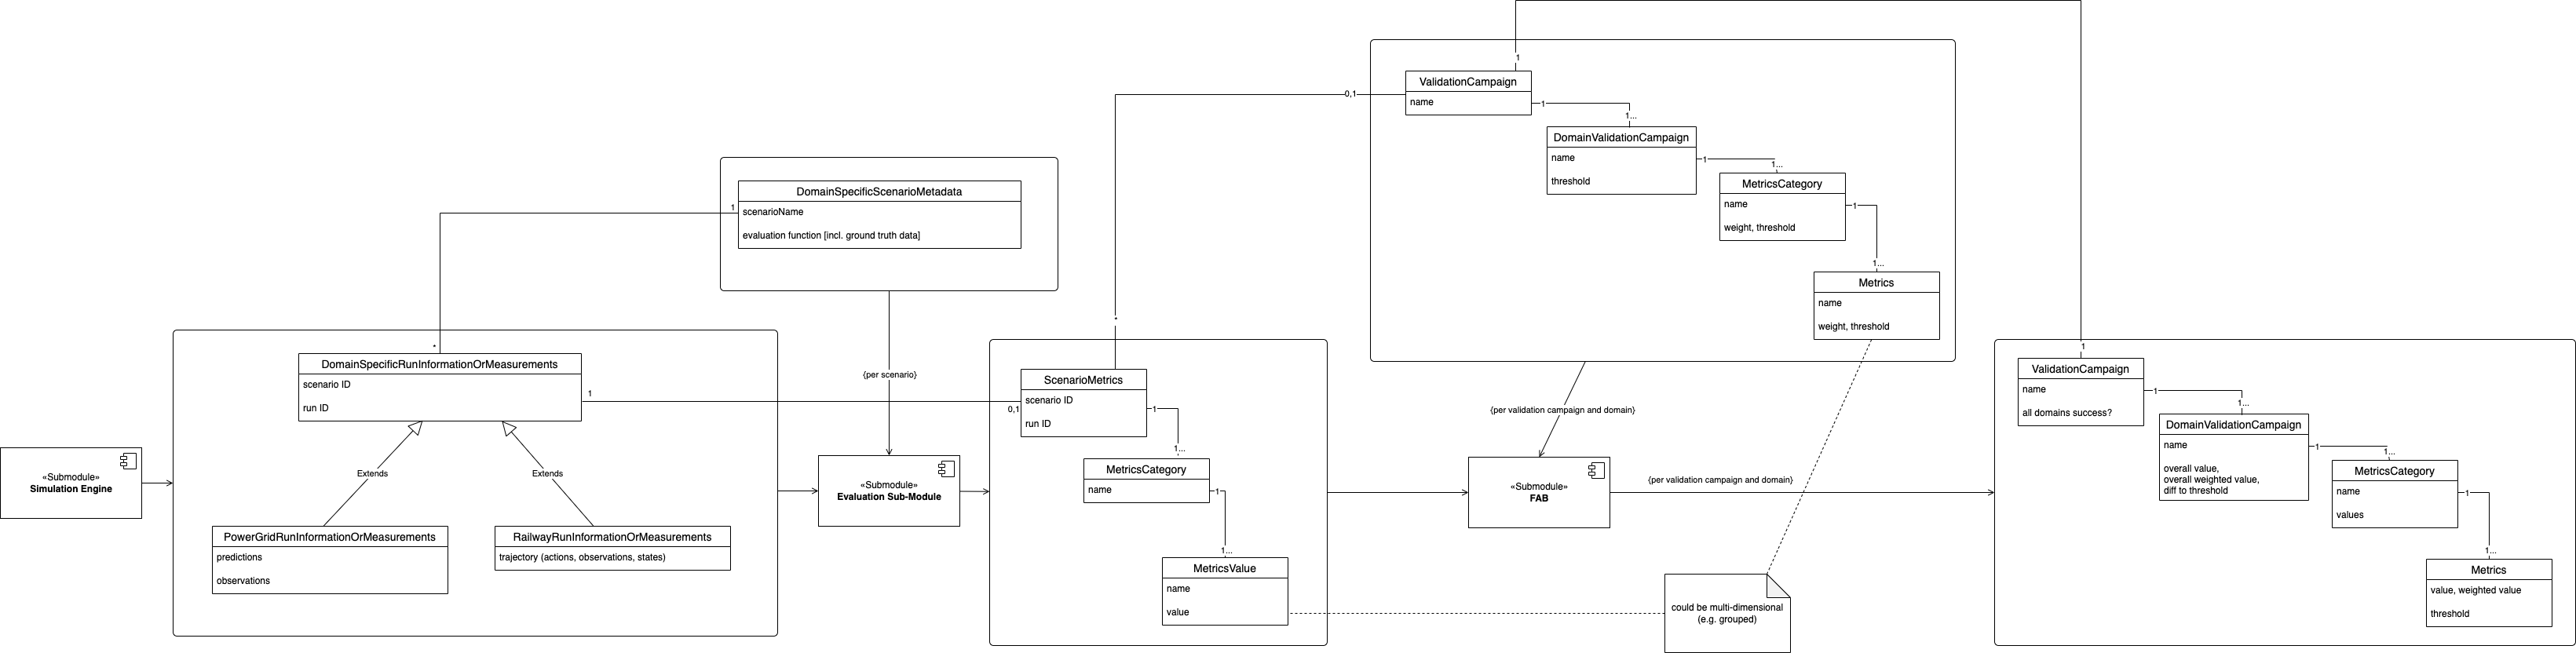 «Submodule»
Simulation Engine
DomainSpecificRunInformationOrMeasurements
scenario ID
run ID
*
1
Extends
Extends
PowerGridRunInformationOrMeasurements
predictions
observations
RailwayRunInformationOrMeasurements
trajectory (actions, observations, states)
1
DomainSpecificScenarioMetadata
scenarioName
evaluation function [incl. ground truth data]
{per scenario}
«Submodule»
Evaluation Sub-Module
*
0,1
ScenarioMetrics
scenario ID
run ID
1
1...
MetricsCategory
name
1
1...
MetricsValue
name
value
0,1
1
ValidationCampaign
name
1
1...
DomainValidationCampaign
name
threshold
1
1...
MetricsCategory
name
weight, threshold
1
1...
Metrics
name
weight, threshold
{per validation campaign and domain}
«Submodule»
FAB
{per validation campaign and domain}
could be multi-dimensional
(e.g. grouped)
1
ValidationCampaign
name
all domains success?
1
1...
DomainValidationCampaign
name
overall value,
overall weighted value,
diff to threshold
1
1...
MetricsCategory
name
values
1
1...
Metrics
value, weighted value
threshold